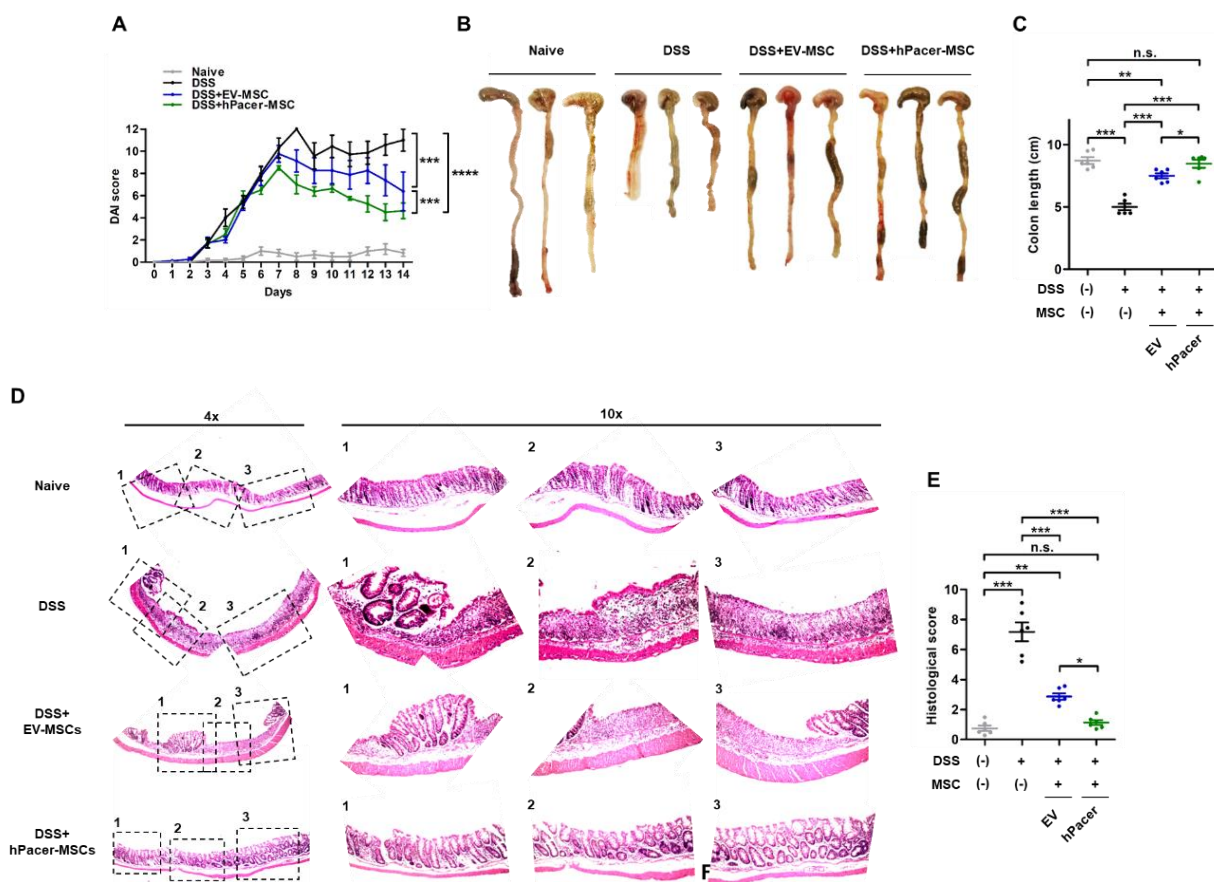 A
Naive
DSS
DSS+EV-MSC
DSS+hPacer-MSC
DAI score
12
10
8
6
4
2
0
0 1 2 3 4 5 6 7 8 9 10 11 12 13 14
Days
***
***
****
B
Naive DSS DSS+EV-MSC DSS+hPacer-MSC
C
n.s.
**
***
***
***
*
Colon length (cm)
10
5
0
DSS (-) + + +
MSC (-) (-) + +
EV hPacer
D
4x 10x
Naive
1 2 3
1 2 3
DSS
1 2 3
1 2 3
DSS+
EV-MSCs
1 2 3
1 2 3
DSS+
hPacer-MSCs
1 2 3
1 2 3
F
E
***
***
n.s.
**
***
*
Histological score
10
8
6
4
2
0
DSS (-) + + +
MSC (-) (-) + +
EV hPacer